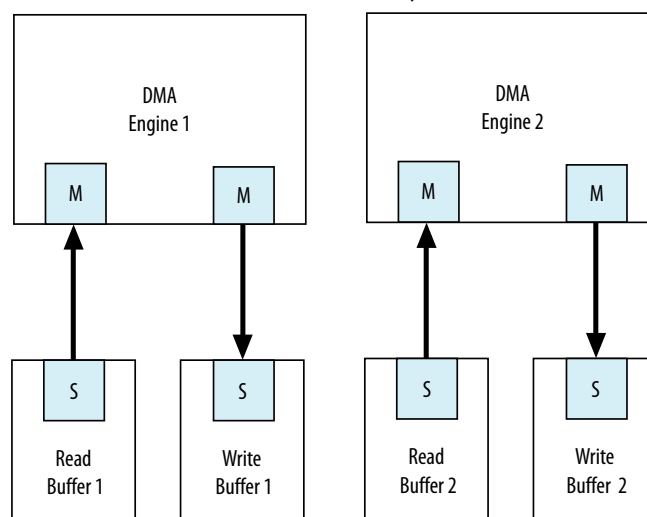 DMA
Engine 1
M
M
DMA
Engine 2
M
M
S
Read
Buffer 1
S
Write
Buffer 1
S
Read
Buffer 2
S
Write
Buffer 2